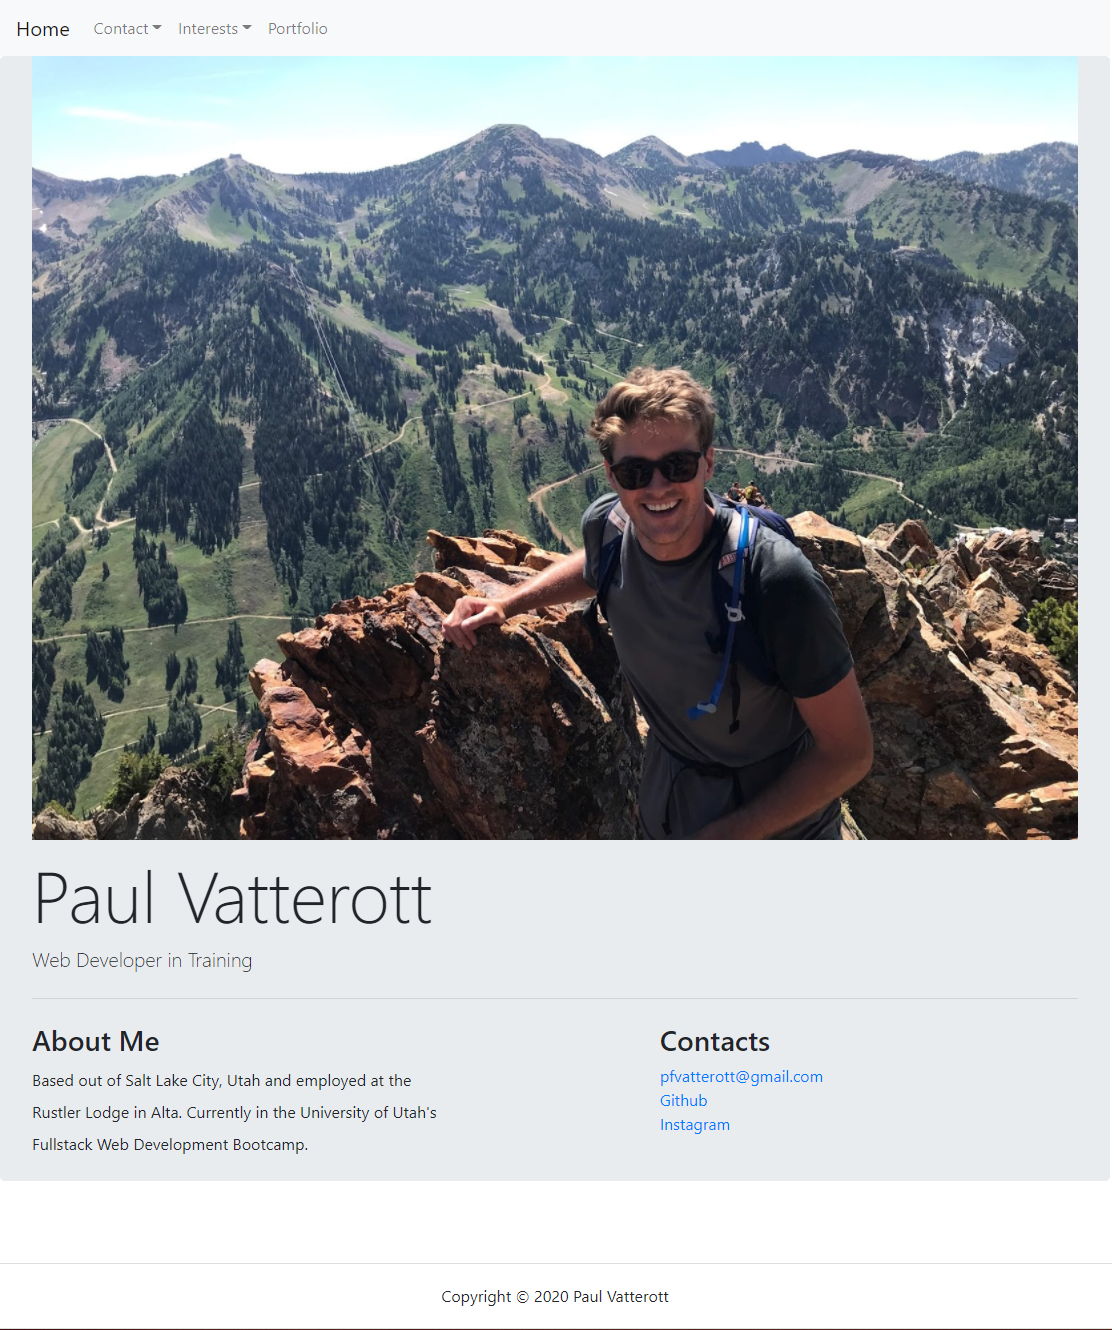 Home Contact Interests Portfolio
Paul Vatterott
Web Developer in Training
About Me
Based out of Salt Lake City, Utah and employed at the
Rustler Lodge in Alta. Currently in the University of Utah's
Fullstack Web Development Bootcamp.
Contacts
pfvatterott@gmail.com
Github
Instagram
Copyright © 2020 Paul Vatterott